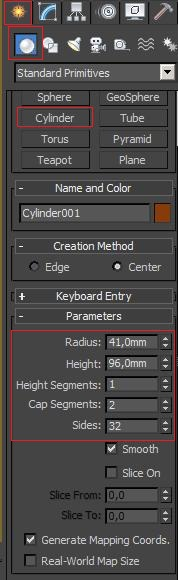 Standard Primitives
Sphere GeoSphere
Cylinder Tube
Torus Pyramid
Teapot Plane
- Name and Color
Cylinder001
- Creation Method
Edge Center
+ Keyboard Entry
- Parameters
Radius: 41,0mm
Height: 96,0mm
Height Segments: 1
Cap Segments: 2
Sides: 32
Smooth
Slice On
Slice From: 0,0
Slice To: 0,0
Generate Mapping Coords.
Real-World Map Size